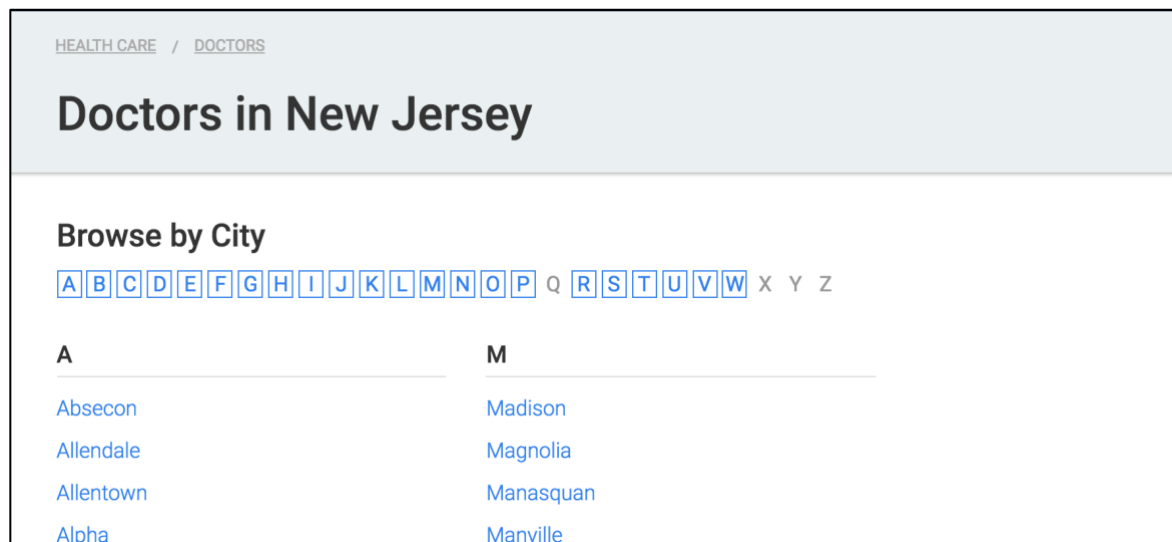 HEALTH CARE / DOCTORS
Doctors in New Jersey
Browse by City
A B C D E F G H I J K L M N O P Q R S T U V W X Y Z
A
Absecon
Allendale
Allentown
Alpha
M
Madison
Magnolia
Manasquan
Manville